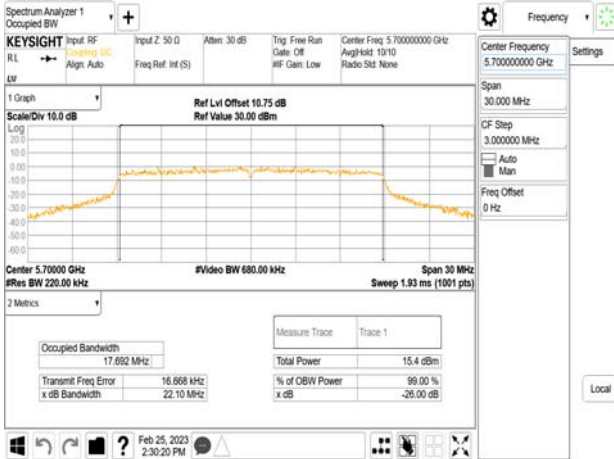 Spectrum Analyzer 1
Occupied BW
Frequency
KEYSIGHT
RL
Input: RF
Coupling: DC
Align: Auto
Input Z: 50 Ω
Freq Ref: Int (S)
Atten: 30 dB
Trig: Free Run
Gate: Off
#IF Gain: Low
Center Freq: 5.700000000 GHz
Avg|Hold: 10/10
Radio Std: None
Center Frequency
5.700000000 GHz
Settings
Span
30.000 MHz
CF Step
3.000000 MHz
Auto
Man
Freq Offset
0 Hz
1 Graph
Scale/Div 10.0 dB
Ref Lvl Offset 10.75 dB
Ref Value 30.00 dBm
Log
20.0
10.0
0.00
-10.0
-20.0
-30.0
-40.0
-50.0
-60.0
Center 5.70000 GHz
#Video BW 680.00 kHz
Span 30 MHz
#Res BW 220.00 kHz
Sweep 1.93 ms (1001 pts)
2 Metrics
Measure Trace
Trace 1
Occupied Bandwidth
17.692 MHz
Total Power
15.4 dBm
Transmit Freq Error
16.668 kHz
% of OBW Power
99.00 %
x dB Bandwidth
22.10 MHz
x dB
-26.00 dB
Local
?
Feb 25, 2023
2:30:20 PM